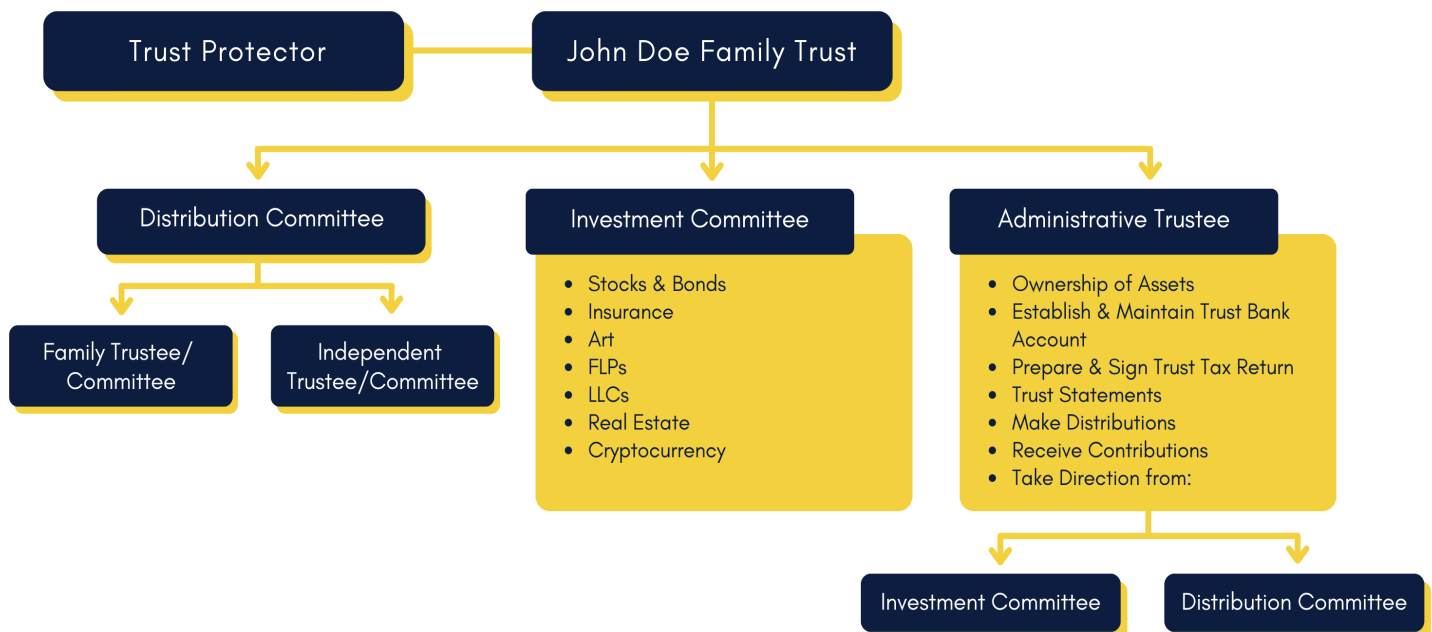 Trust Protector
John Doe Family Trust
Distribution Committee
Family Trustee/
Committee
Independent
Trustee/Committee
Investment Committee
• Stocks & Bonds
• Insurance
• Art
• FLPs
• LLCs
• Real Estate
• Cryptocurrency
Administrative Trustee
• Ownership of Assets
• Establish & Maintain Trust Bank
Account
• Prepare & Sign Trust Tax Return
• Trust Statements
• Make Distributions
• Receive Contributions
• Take Direction from:
Investment Committee
Distribution Committee